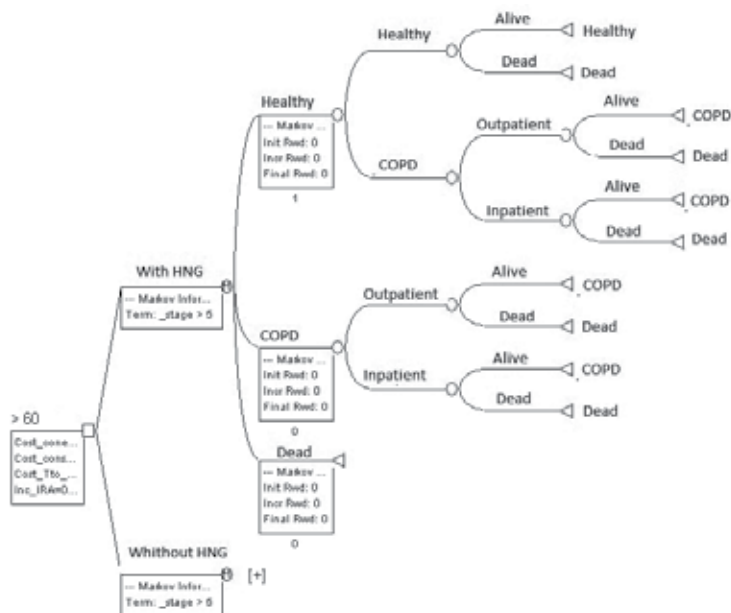 Alive
Healthy
Healthy
Dead
Dead
Healthy
--- Markov ...
Init Rwd: 0
Incr Rwd: 0
Final Rwd: 0
1
COPD
Outpatient
Alive
COPD
Dead
Dead
Inpatient
Alive
COPD
Dead
Dead
With HNG
--- Markov Infor...
Term: _stage > 5
COPD
--- Markov ...
Init Rwd: 0
Incr Rwd: 0
Final Rwd: 0
0
Outpatient
Alive
COPD
Dead
Dead
Inpatient
Alive
COPD
Dead
Dead
> 60
Cost_cone...
Cost_cons...
Cost_Tto_...
Inc_IRA=0...
Dead
--- Markov ...
Init Rwd: 0
Incr Rwd: 0
Final Rwd: 0
0
Whithout HNG
[+]
--- Markov Infor...
Term: _stage > 5